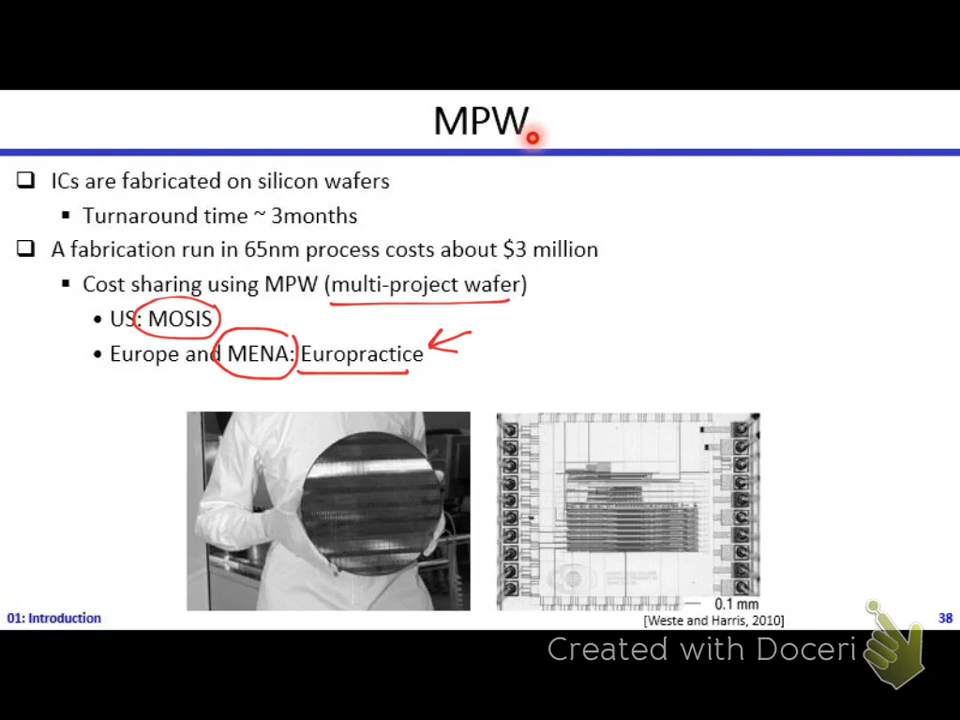 MPW
ICs are fabricated on silicon wafers
Turnaround time ~ 3months
A fabrication run in 65nm process costs about $3 million
Cost sharing using MPW (multi-project wafer)
US: MOSIS
Europe and MENA: Europractice
0.1 mm
[Weste and Harris, 2010]
01: Introduction
38
Created with Doceri